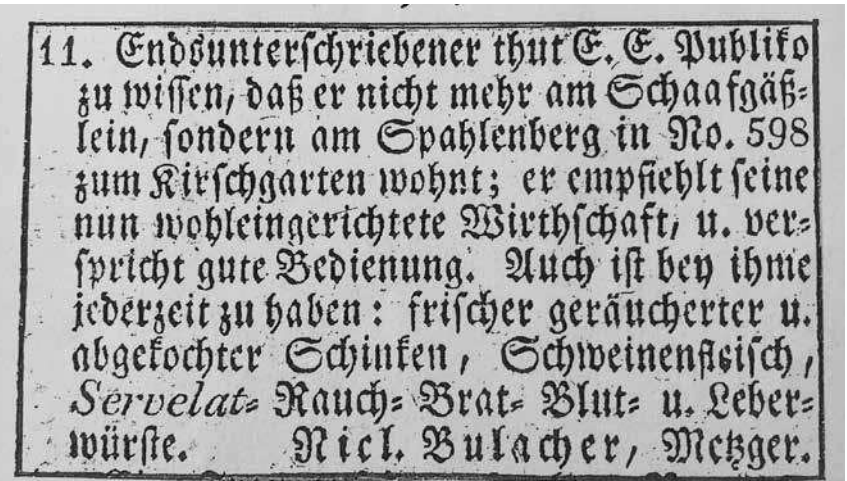 11. Endsunterschriebener thut E. E. Publiko
zu wissen, daß er nicht mehr am Schaafgäß=
lein, sondern am Spahlenberg in No. 598
zum Kirschgarten wohnt; er empfiehlt seine
nun wohleingerichtete Wirthschaft, u. ver=
spricht gute Bedienung. Auch ist bey ihme
jederzeit zu haben: frischer geräucherter u.
abgekochter Schinken, Schweinenfleisch,
Servelat= Rauch= Brat= Blut= u. Leber=
würste. Nicl. Bulacher, Metzger.